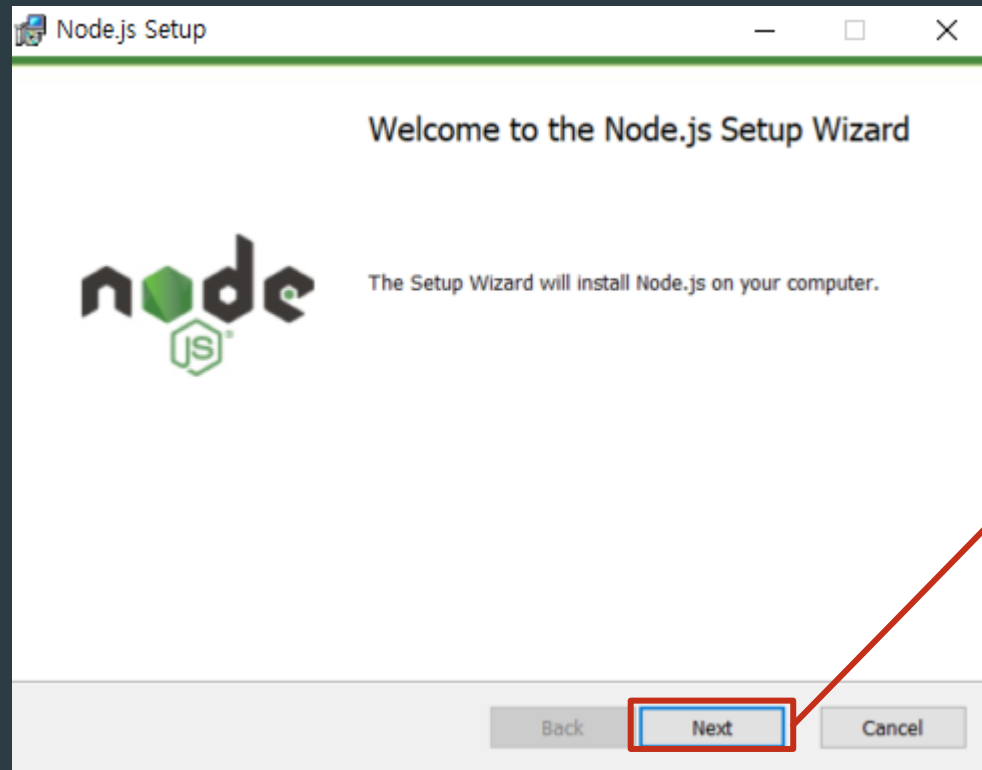 Node.js Setup
Welcome to the Node.js Setup Wizard
The Setup Wizard will install Node.js on your computer.
node
JS®
Back Next Cancel